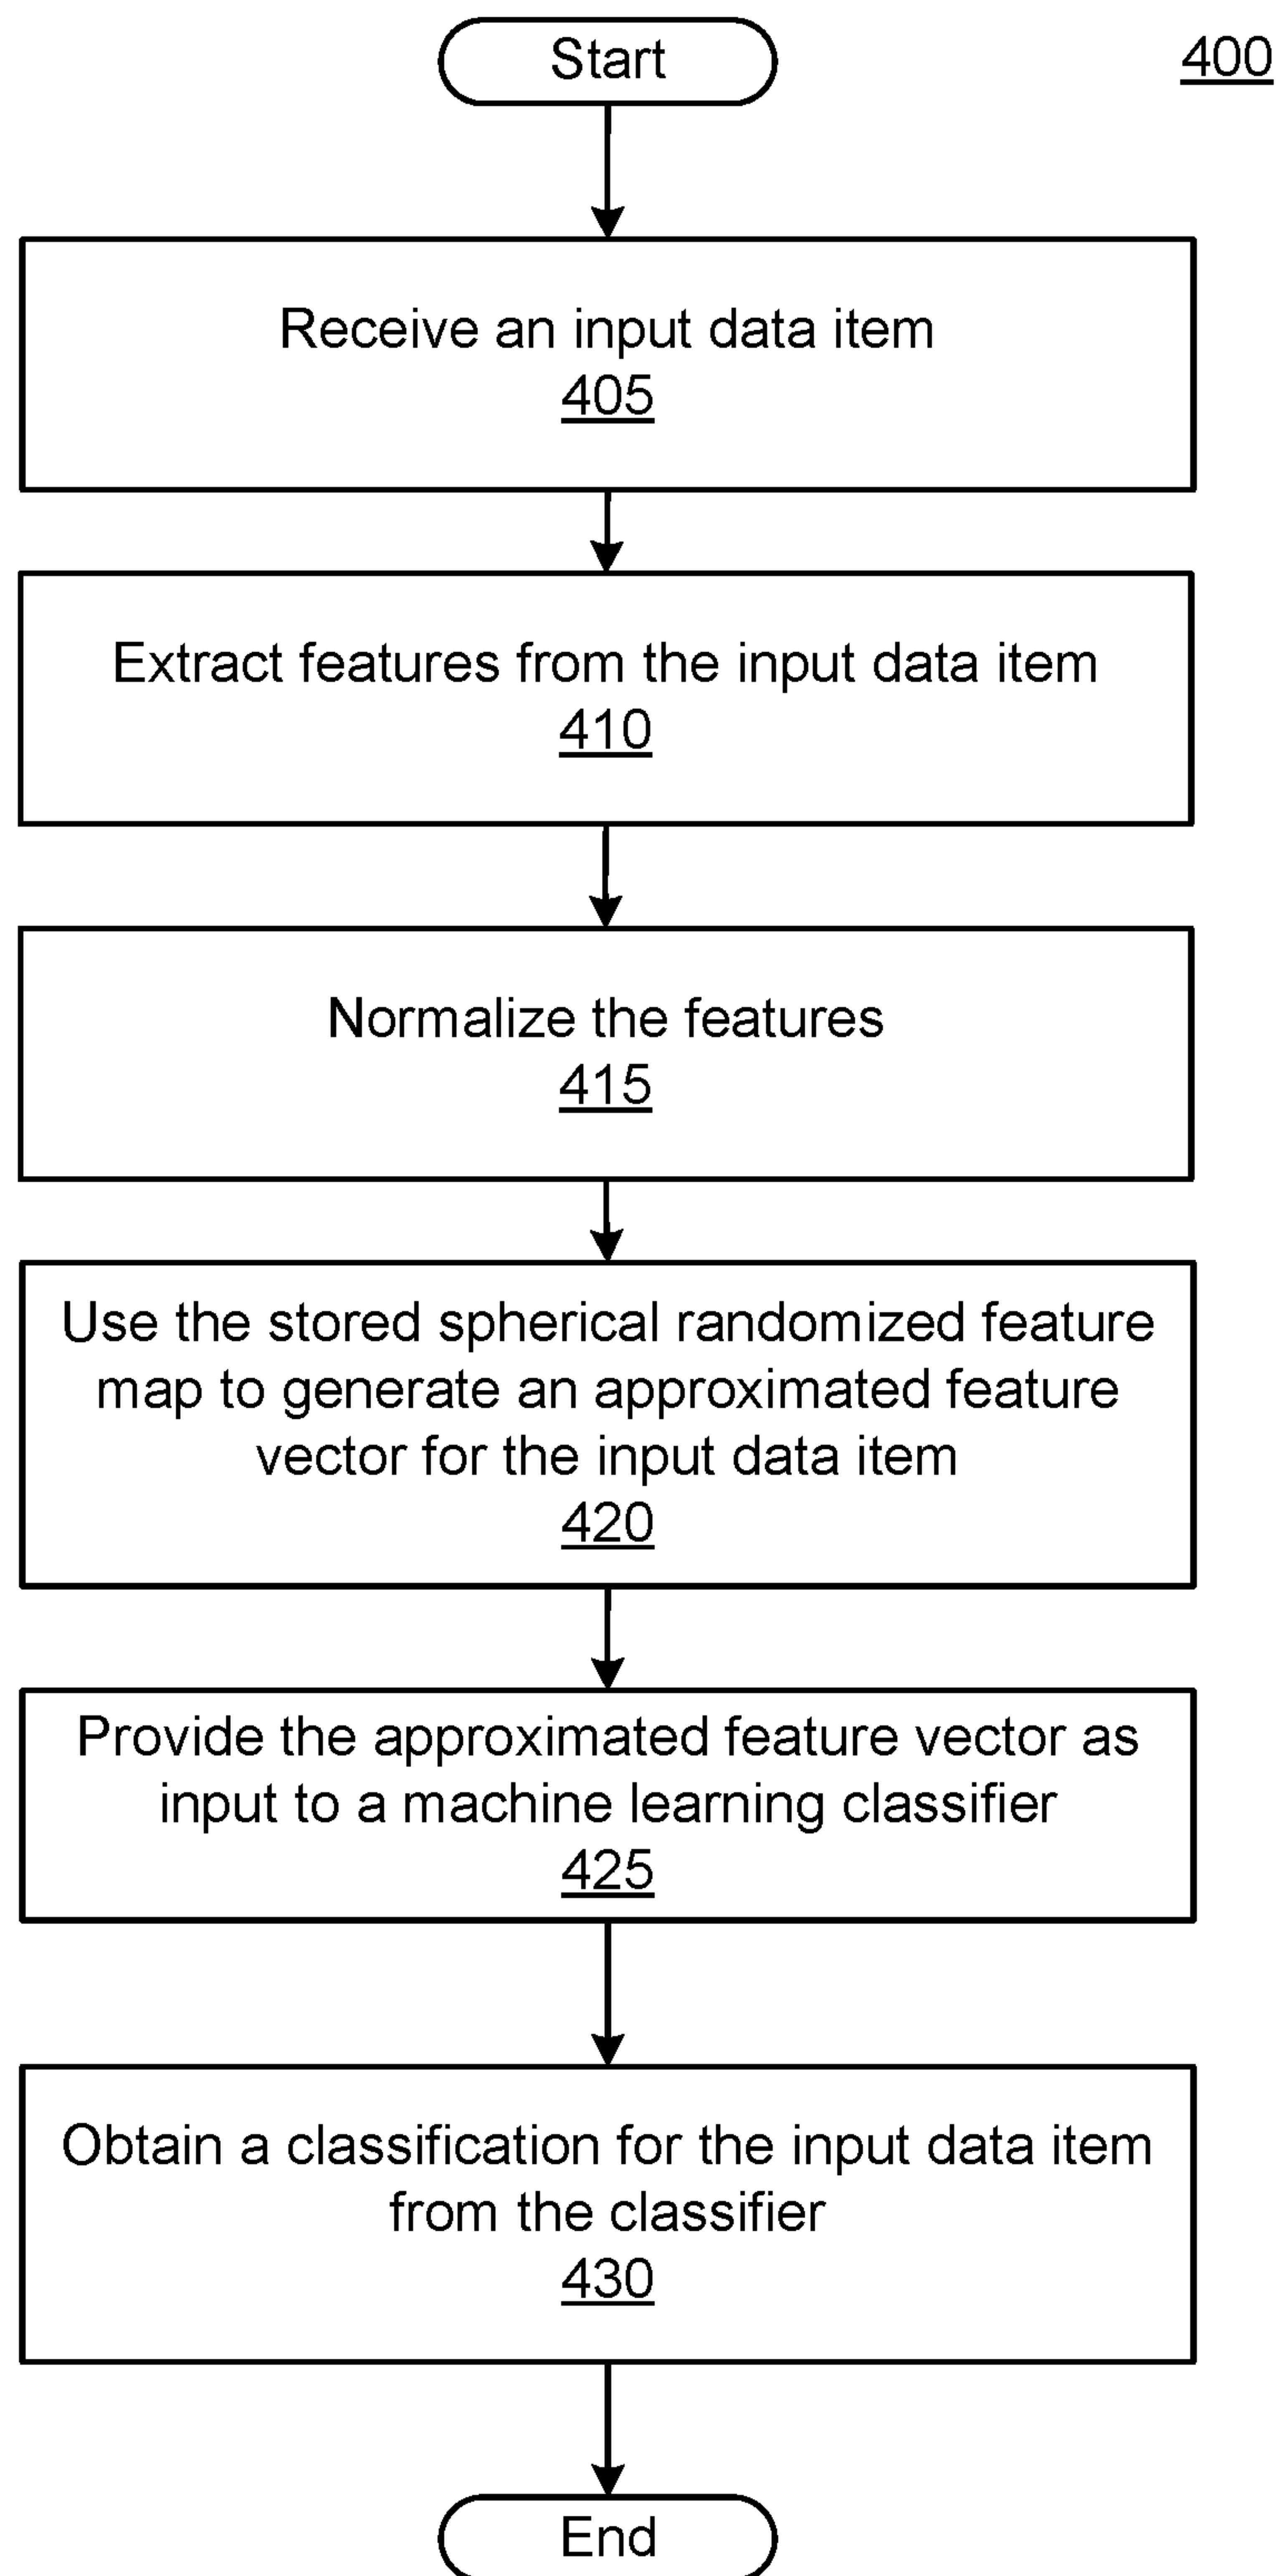 Start
400
Receive an input data item
405
Extract features from the input data item
410
Normalize the features
415
Use the stored spherical randomized feature
map to generate an approximated feature
vector for the input data item
420
Provide the approximated feature vector as
input to a machine learning classifier
425
Obtain a classification for the input data item
from the classifier
430
End